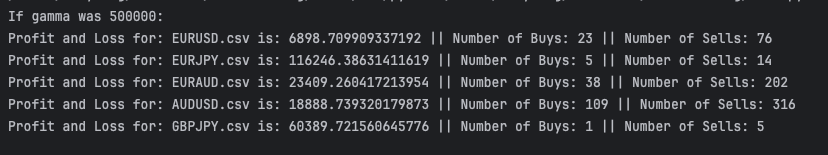 If gamma was 500000:
Profit and Loss for: EURUSD.csv is: 6898.709909337192 || Number of Buys: 23 || Number of Sells: 76
Profit and Loss for: EURJPY.csv is: 116246.38631411619 || Number of Buys: 5 || Number of Sells: 14
Profit and Loss for: EURAUD.csv is: 23409.260417213954 || Number of Buys: 38 || Number of Sells: 202
Profit and Loss for: AUDUSD.csv is: 18888.739320179873 || Number of Buys: 109 || Number of Sells: 316
Profit and Loss for: GBPJPY.csv is: 60389.721560645776 || Number of Buys: 1 || Number of Sells: 5